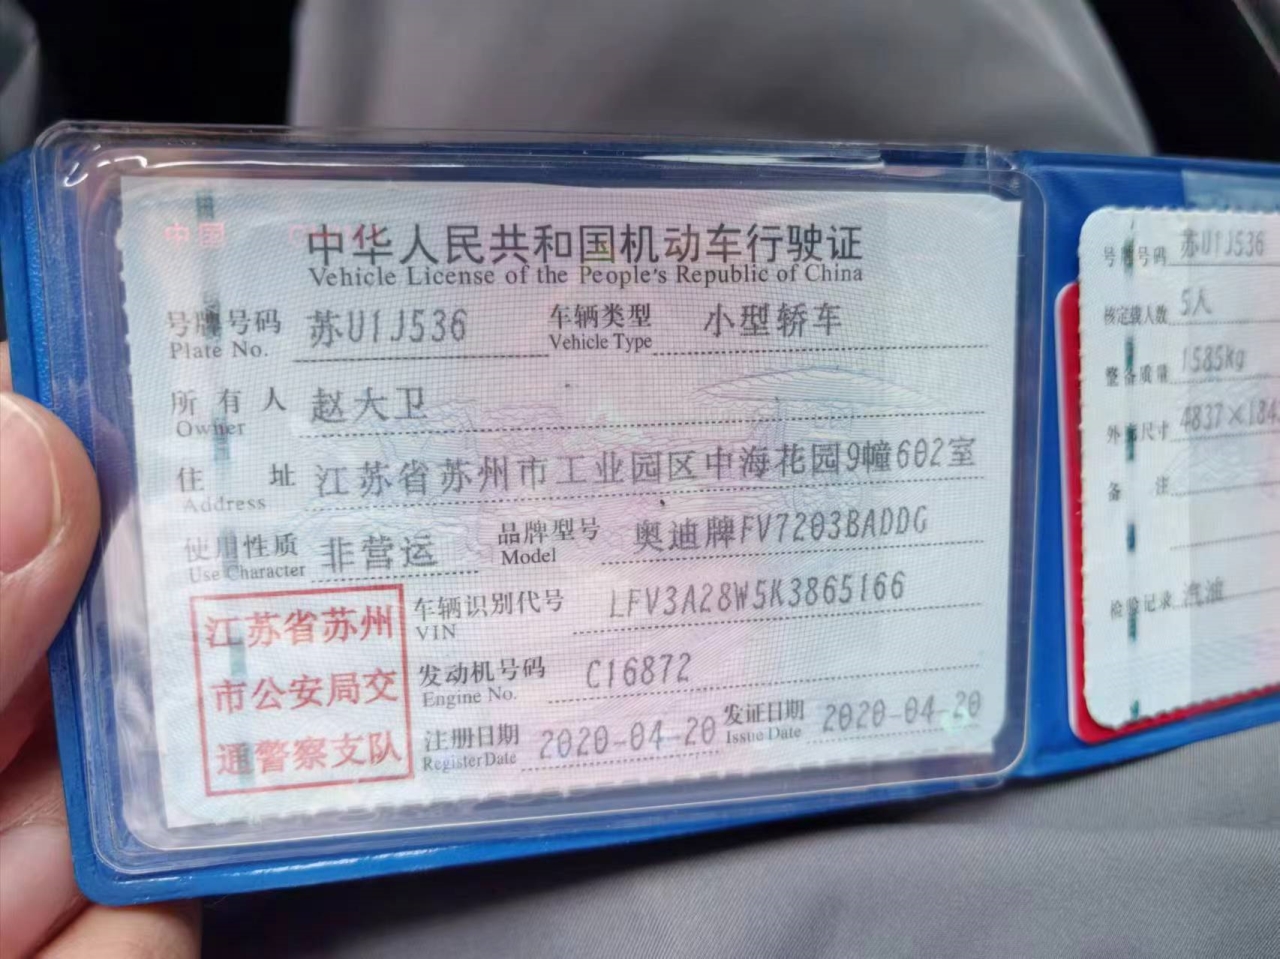 中国
中华人民共和国机动车行驶证
Vehicle License of the People's Republic of China
号牌号码 苏U1J536 车辆类型 小型轿车
Plate No. Vehicle Type
所有人 赵大卫
Owner
住址 江苏省苏州市工业园区中海花园9幢602室
Address
使用性质 非营运 品牌型号 奥迪牌FV7203BADDG
Use Character Model
车辆识别代号 LFV3A28W5K3865166
VIN
发动机号码 C16872
Engine No.
注册日期 2020-04-20 发证日期 2020-04-20
Register Date Issue Date
江苏省苏州
市公安局交
通警察支队
号牌号码 苏U1J536
核定载人数 5人
整备质量 1585kg
外廓尺寸 4837×184
备注
检验记录 汽油